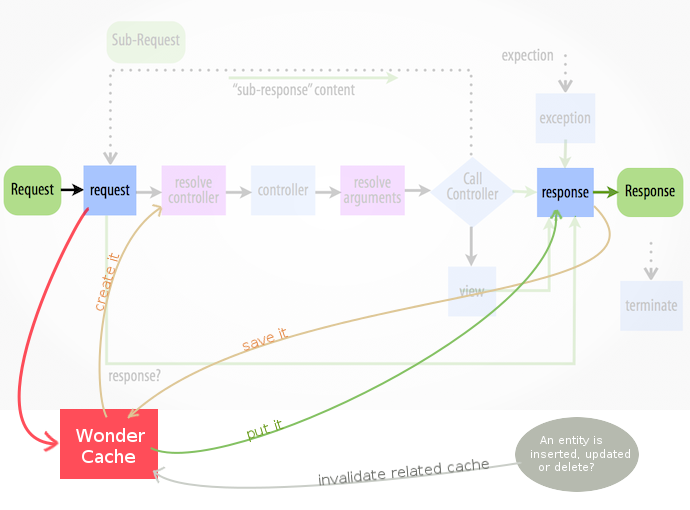 Sub-Request
expection
"sub-response" content
exception
Request
request
resolve
controller
controller
resolve
arguments
Call
Controller
response
Response
create it
view
terminate
save it
response?
put it
Wonder
Cache
invalidate related cache
An entity is
inserted, updated
or delete?